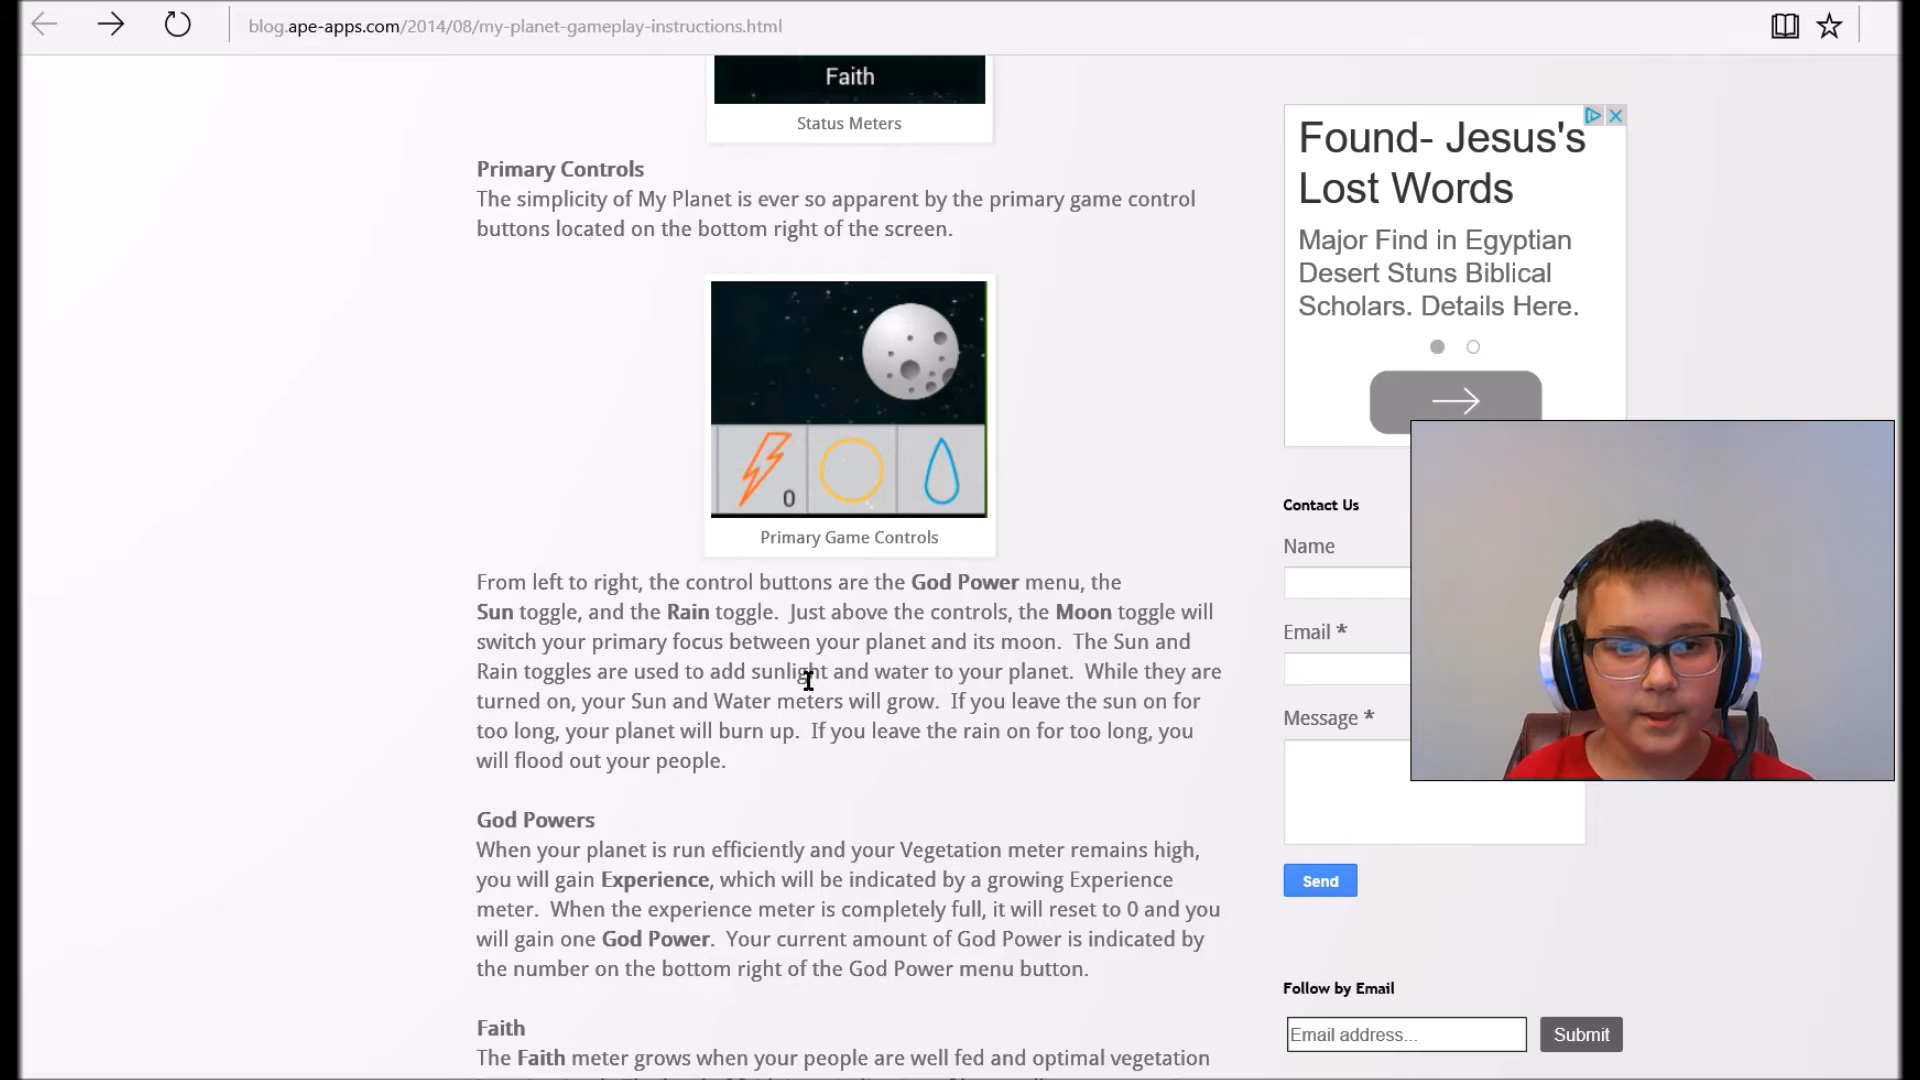 blog.ape-apps.com/2014/08/my-planet-gameplay-instructions.html
Faith
Status Meters
Primary Controls
The simplicity of My Planet is ever so apparent by the primary game control
buttons located on the bottom right of the screen.
0
Primary Game Controls
From left to right, the control buttons are the God Power menu, the
Sun toggle, and the Rain toggle. Just above the controls, the Moon toggle will
switch your primary focus between your planet and its moon. The Sun and
Rain toggles are used to add sunlight and water to your planet. While they are
turned on, your Sun and Water meters will grow. If you leave the sun on for
too long, your planet will burn up. If you leave the rain on for too long, you
will flood out your people.
God Powers
When your planet is run efficiently and your Vegetation meter remains high,
you will gain Experience, which will be indicated by a growing Experience
meter. When the experience meter is completely full, it will reset to 0 and you
will gain one God Power. Your current amount of God Power is indicated by
the number on the bottom right of the God Power menu button.
Faith
The Faith meter grows when your people are well fed and optimal vegetation
Found- Jesus's
Lost Words
Major Find in Egyptian
Desert Stuns Biblical
Scholars. Details Here.
Contact Us
Name
Email *
Message *
Send
Follow by Email
Email address...
Submit